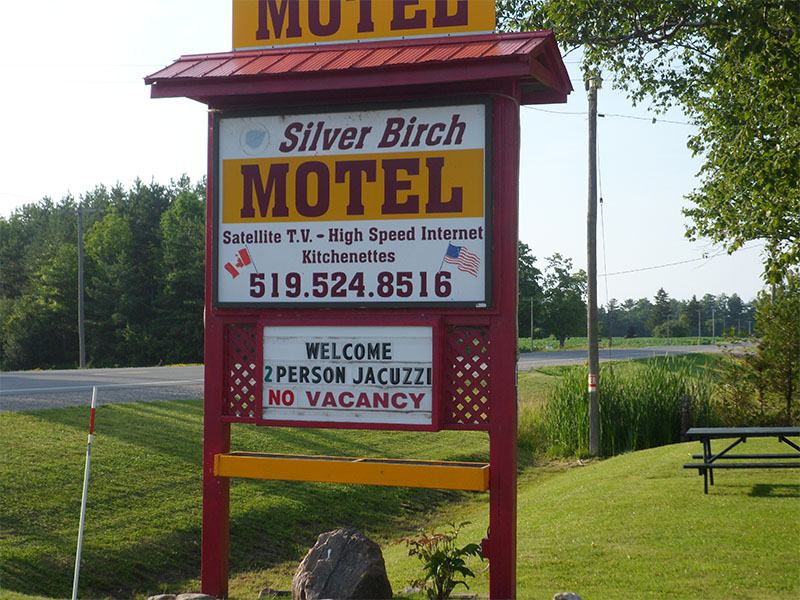 MOTEL
Silver Birch
MOTEL
Satellite T.V. - High Speed Internet
Kitchenettes
519.524.8516
WELCOME
2 PERSON JACUZZI
NO VACANCY